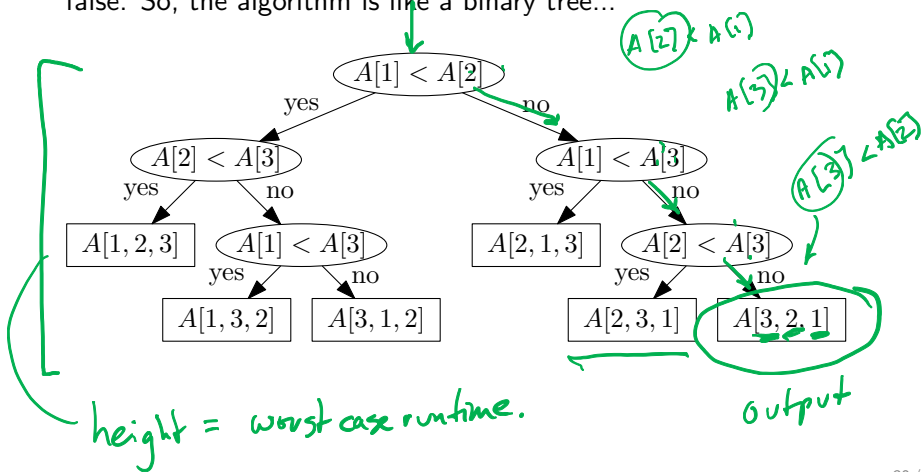 false. So, the algorithm is like a binary tree...
A[2] < A[1]
A[1] < A[2]
A[3] < A[1]
yes
no
A[3] < A[2]
A[2] < A[3]
A[1] < A[3]
yes
no
yes
no
A[1, 2, 3]
A[1] < A[3]
A[2, 1, 3]
A[2] < A[3]
yes
no
yes
no
A[1, 3, 2]
A[3, 1, 2]
A[2, 3, 1]
A[3, 2, 1]
output
height = worst case runtime.